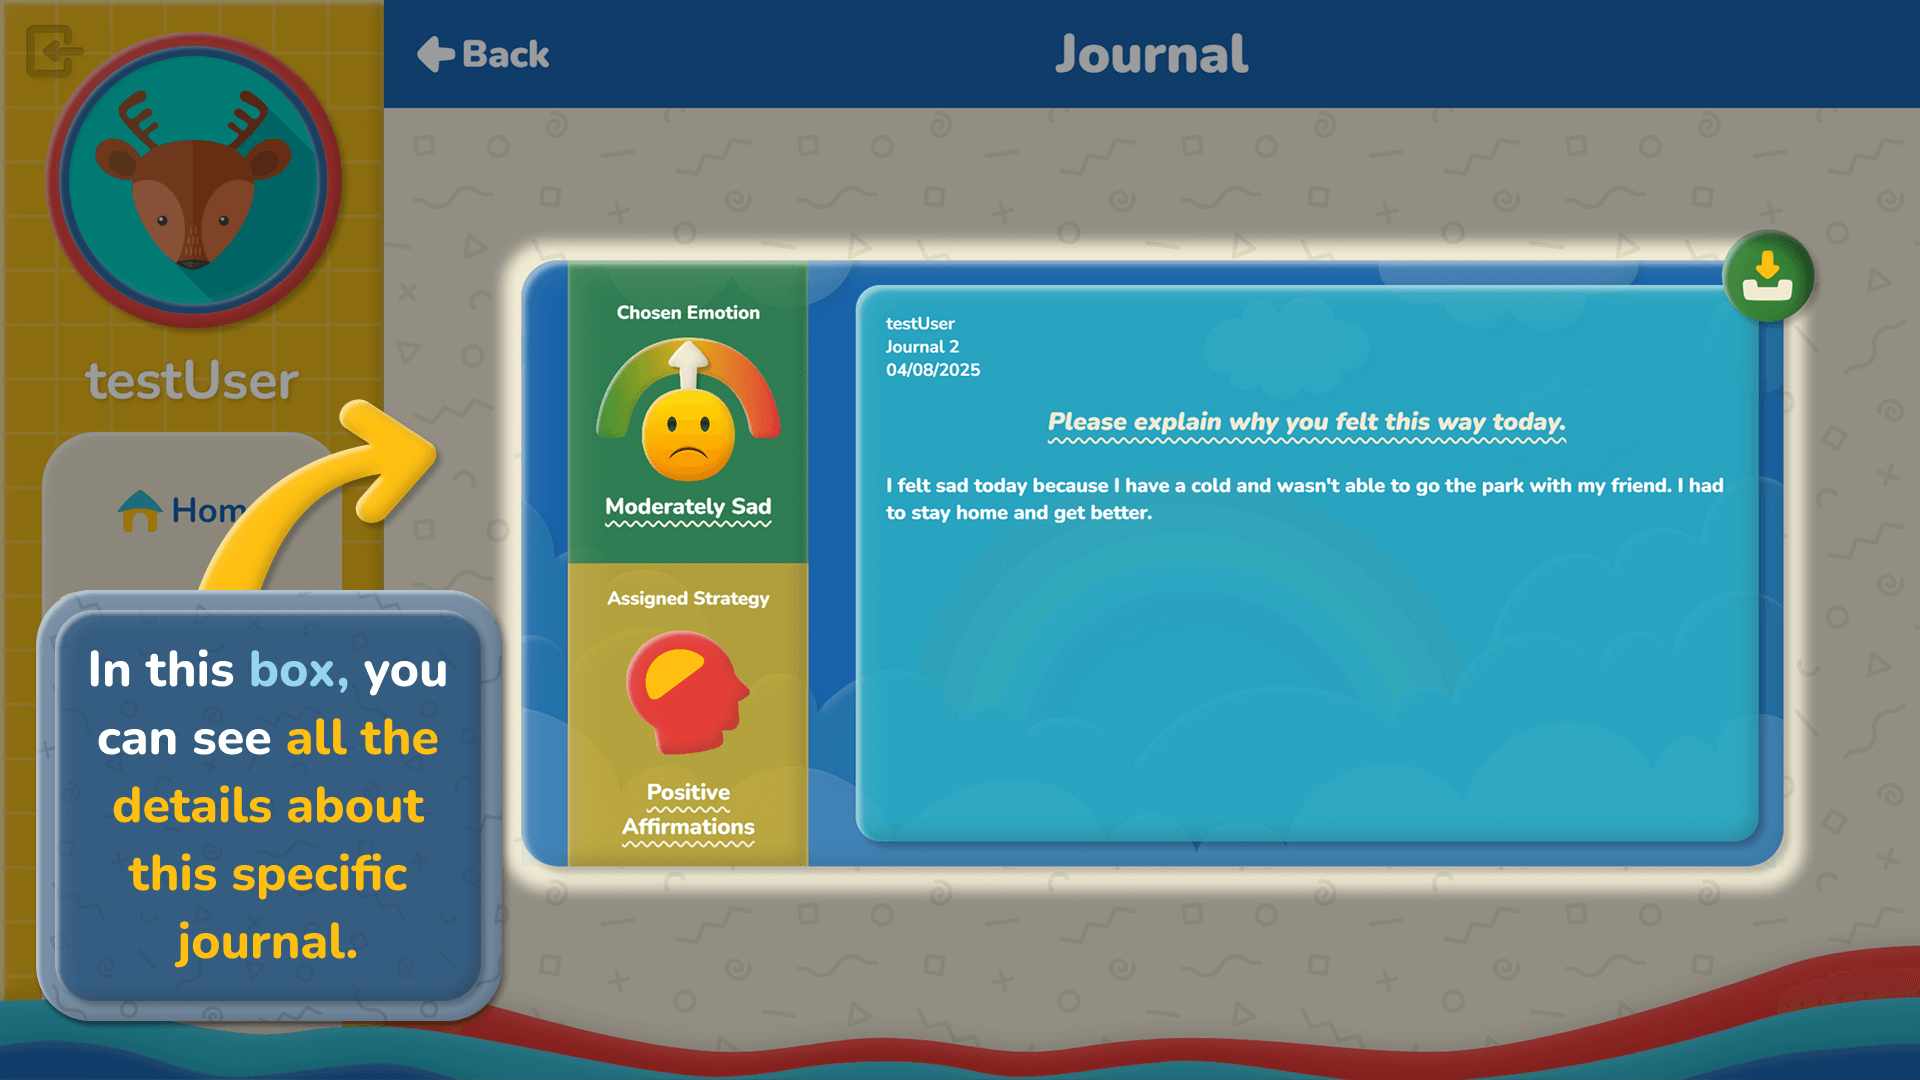 Back
Journal
testUser
Hom
In this box, you
can see all the
details about
this specific
journal.
Chosen Emotion
Moderately Sad
Assigned Strategy
Positive
Affirmations
testUser
Journal 2
04/08/2025
Please explain why you felt this way today.
I felt sad today because I have a cold and wasn't able to go the park with my friend. I had
to stay home and get better.